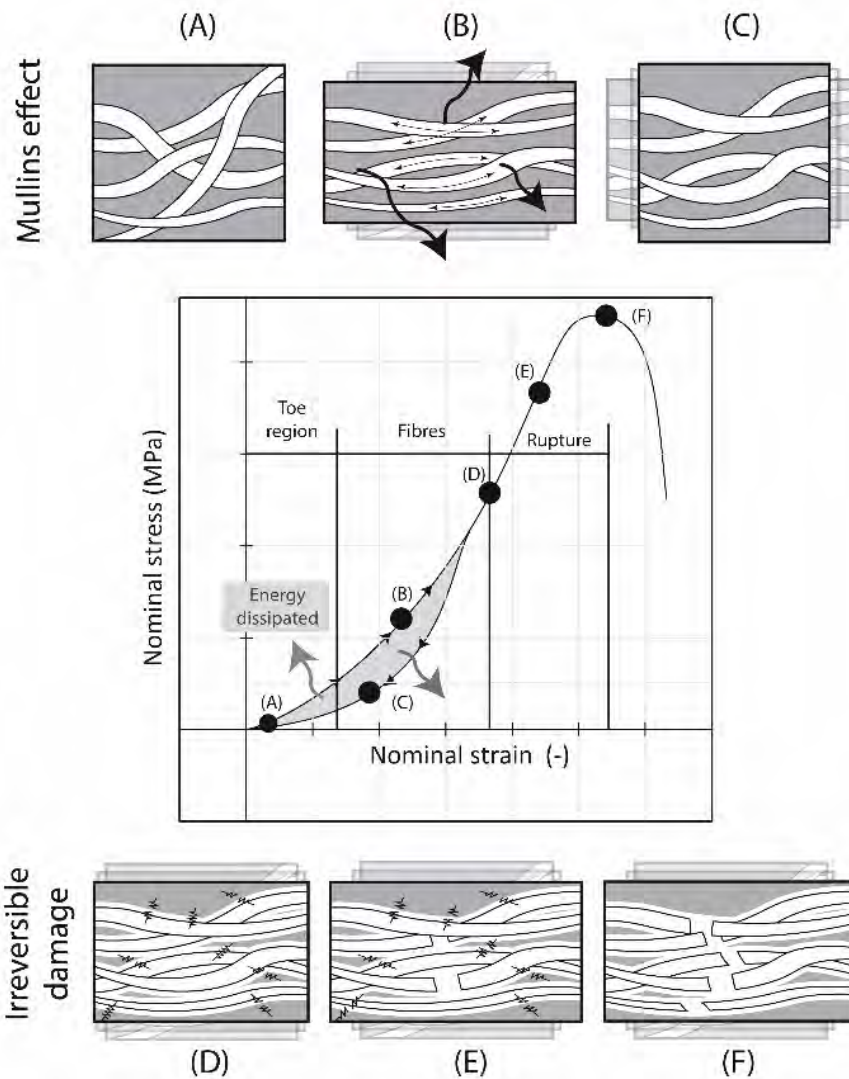 (A)
(B)
(C)
Mullins effect
(F)
(E)
Toe
region
Fibres
Rupture
(D)
Nominal stress (MPa)
Energy
dissipated
(B)
(A)
(C)
Nominal strain (-)
Irreversible
damage
(D)
(E)
(F)